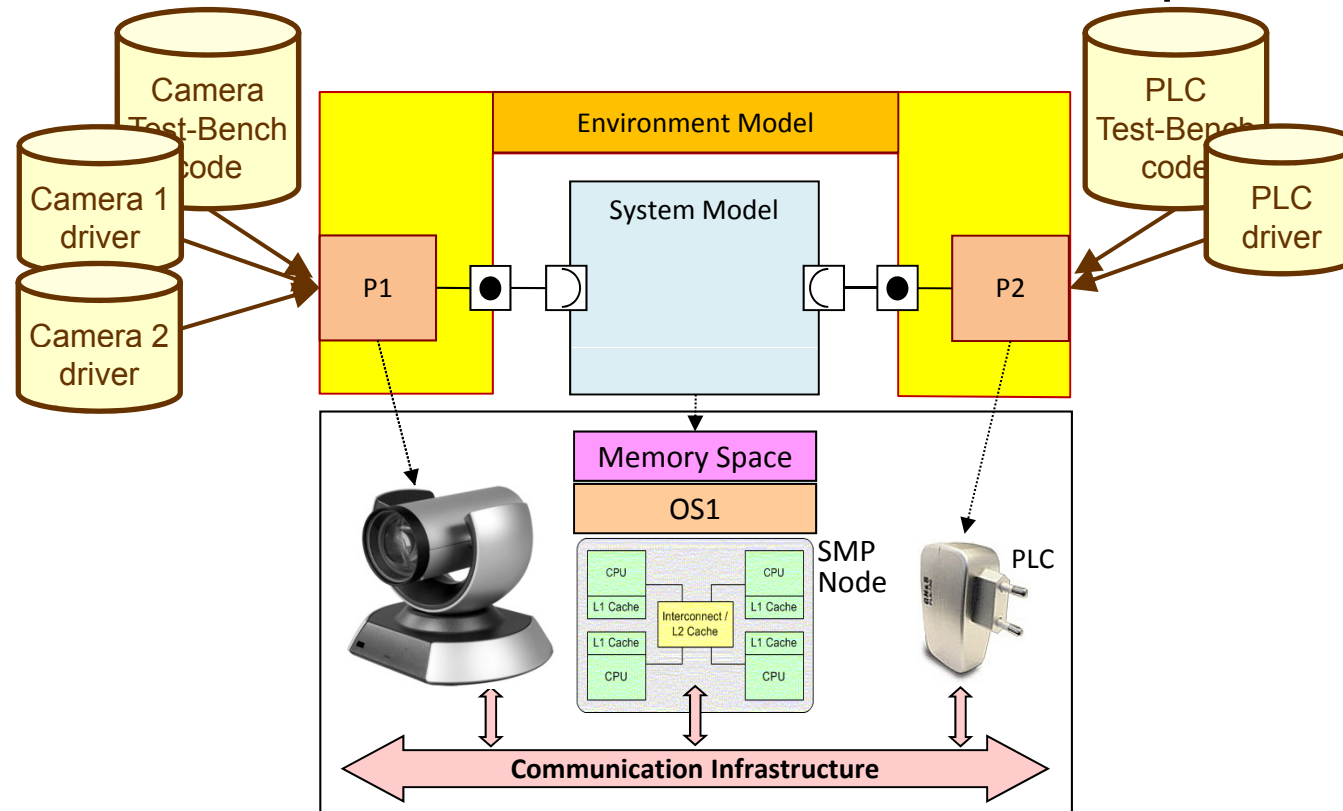 Camera
Test-Bench
code
Camera 1
driver
Camera 2
driver
Environment Model
System Model
P1
P2
PLC
Test-Bench
code
PLC
driver
Memory Space
OS1
SMP
Node
CPU
L1 Cache
CPU
L1 Cache
Interconnect /
L2 Cache
L1 Cache
CPU
L1 Cache
CPU
PLC
Communication Infrastructure